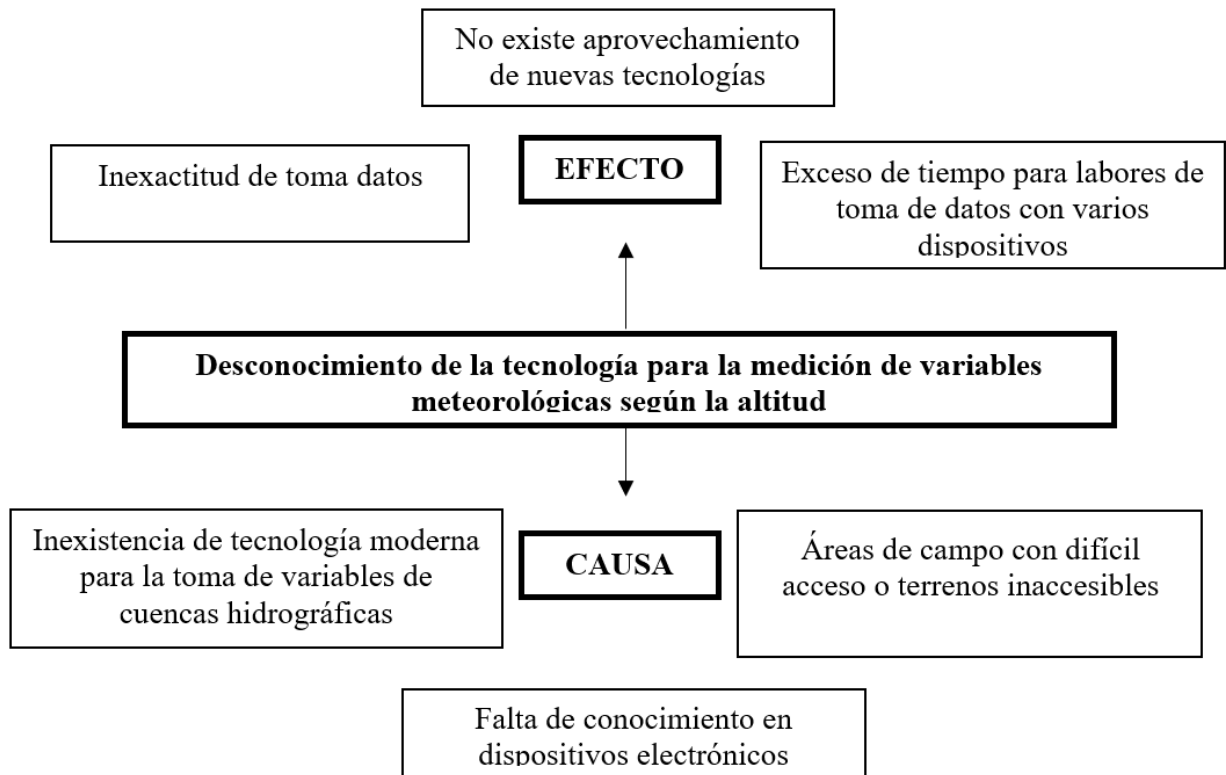 No existe aprovechamiento
de nuevas tecnologías
Inexactitud de toma datos
EFECTO
Exceso de tiempo para labores de
toma de datos con varios
dispositivos
Desconocimiento de la tecnología para la medición de variables
meteorológicas según la altitud
Inexistencia de tecnología moderna
para la toma de variables de
cuencas hidrográficas
CAUSA
Áreas de campo con difícil
acceso o terrenos inaccesibles
Falta de conocimiento en
dispositivos electrónicos